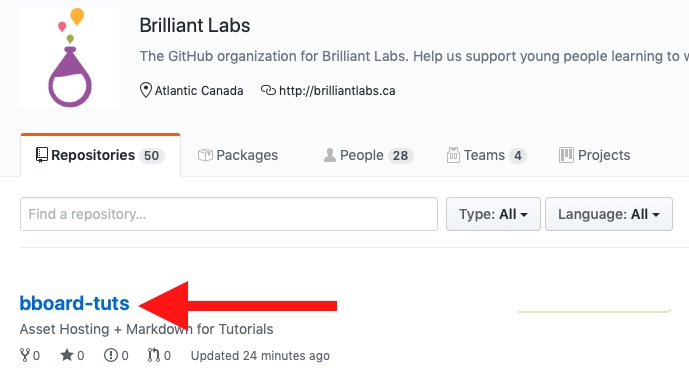 Brilliant Labs
The GitHub organization for Brilliant Labs. Help us support young people learning to
Atlantic Canada http://brilliantlabs.ca
Repositories 50 Packages People 28 Teams 4 Projects
Find a repository... Type: All Language: All
bboard-tuts
Asset Hosting + Markdown for Tutorials
0 0 0 0 Updated 24 minutes ago